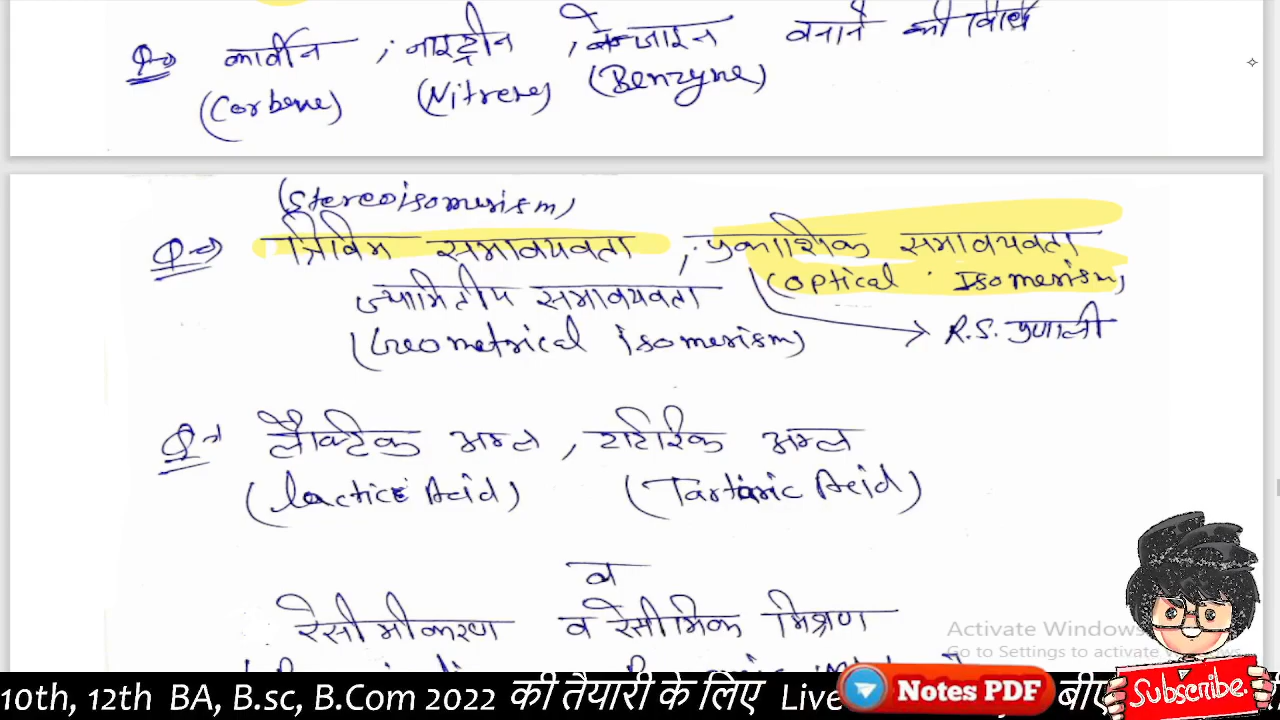 Q→ कार्बीन ; नाइट्रीन ; बेन्जाइन बनाने की विधि
(Carbene) (Nitrene) (Benzyne)
(Stereoisomerism)
Q→ त्रिविम समावयवता ; प्रकाशिक समावयवता
(optical Isomerism)
ज्यामितीय समावयवता
(Geometrical isomerism) → R.S. प्रणाली
Q→ लैक्टिक अम्ल , टार्टरिक अम्ल
(Lactic Acid) (Tartaric Acid)
व
रेसीमीकरण व रेसीमिक मिश्रण
Activate Windows
Go to Settings to activate Windows.
10th, 12th BA, B.sc, B.Com 2022 की तैयारी के लिए Live
Notes PDF
Subscribe